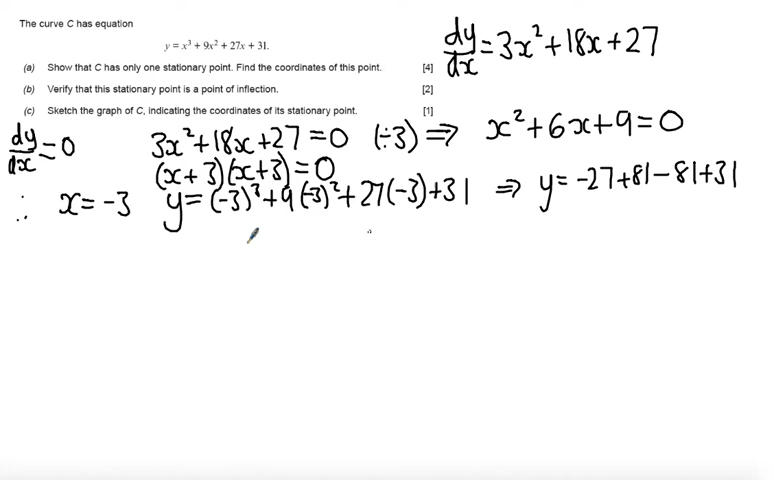 The curve C has equation
y = x³ + 9x² + 27x + 31.
(a) Show that C has only one stationary point. Find the coordinates of this point. [4]
(b) Verify that this stationary point is a point of inflection. [2]
(c) Sketch the graph of C, indicating the coordinates of its stationary point. [1]
dy/dx = 3x² + 18x + 27
dy/dx = 0 3x² + 18x + 27 = 0 (÷3) ⇒ x² + 6x + 9 = 0
(x + 3)(x + 3) = 0
∴ x = -3 y = (-3)³ + 9(-3)² + 27(-3) + 31 ⇒ y = -27 + 81 - 81 + 31